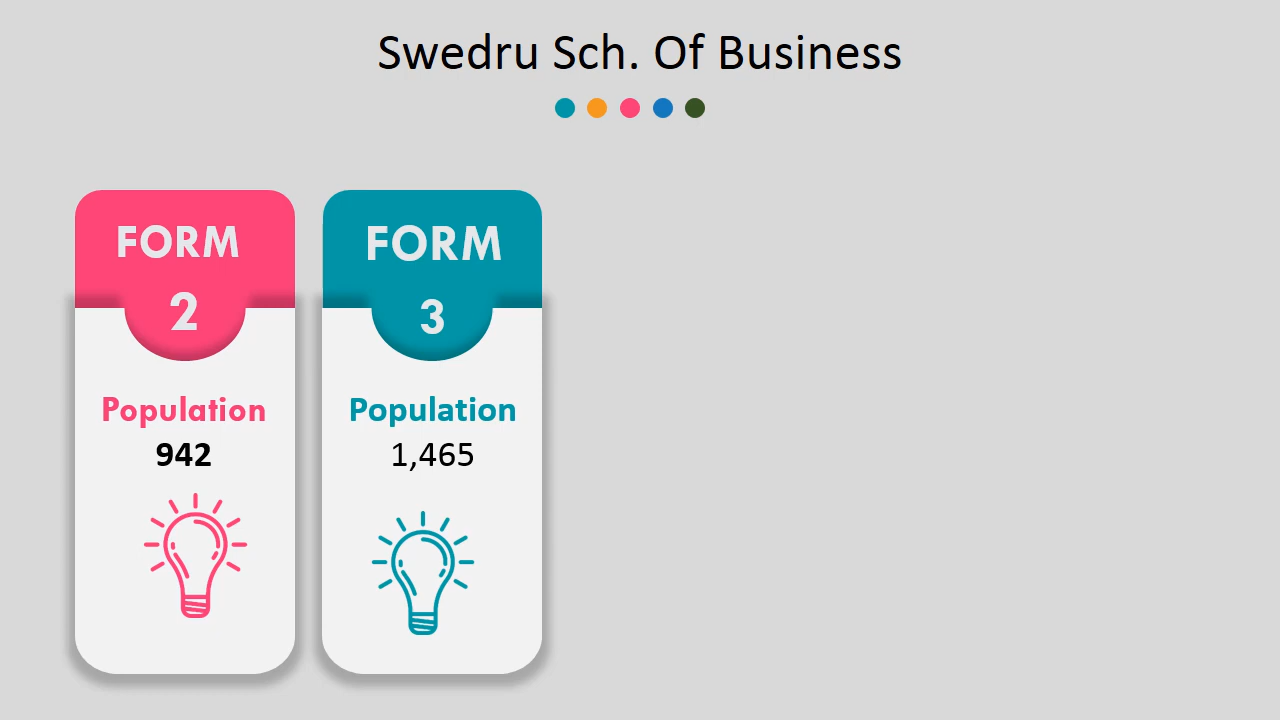 Swedru Sch. Of Business
FORM
2
Population
942
FORM
3
Population
1,465